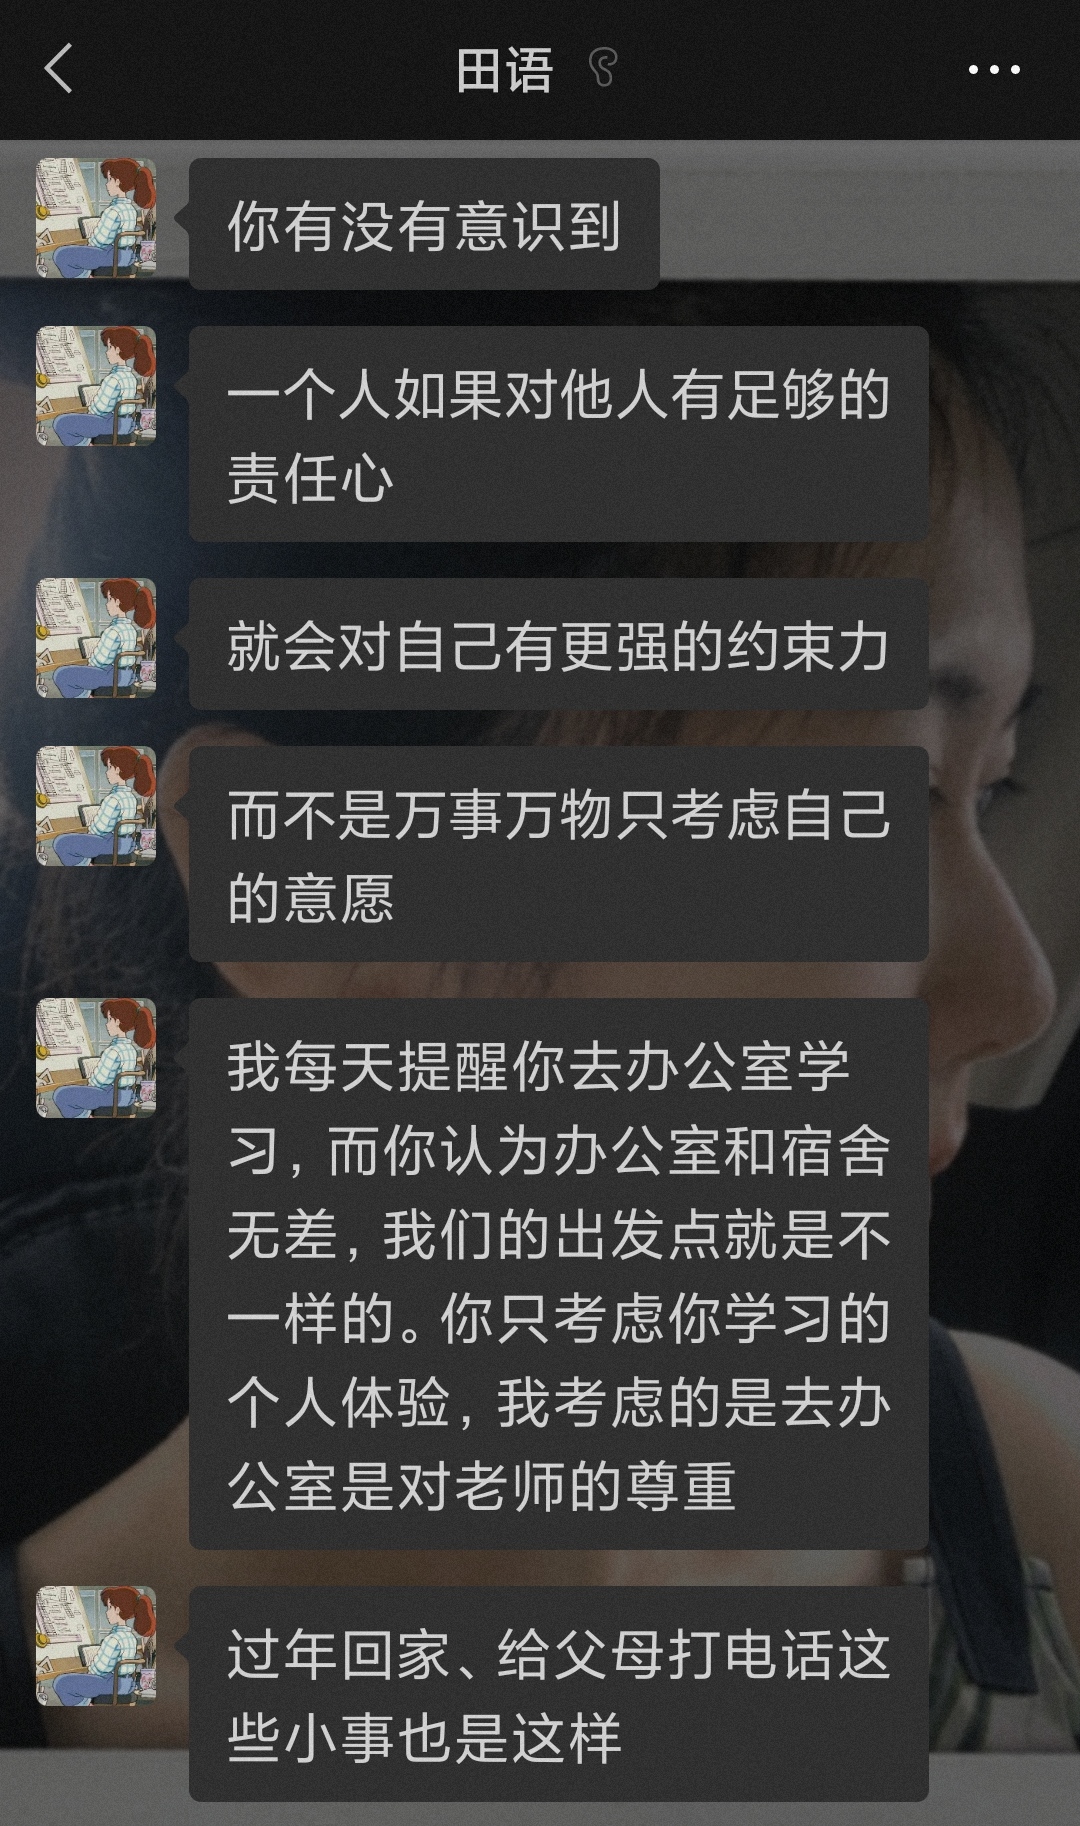 田语
你有没有意识到
一个人如果对他人有足够的
责任心
就会对自己有更强的约束力
而不是万事万物只考虑自己
的意愿
我每天提醒你去办公室学
习，而你认为办公室和宿舍
无差，我们的出发点就是不
一样的。你只考虑你学习的
个人体验，我考虑的是去办
公室是对老师的尊重
过年回家、给父母打电话这
些小事也是这样